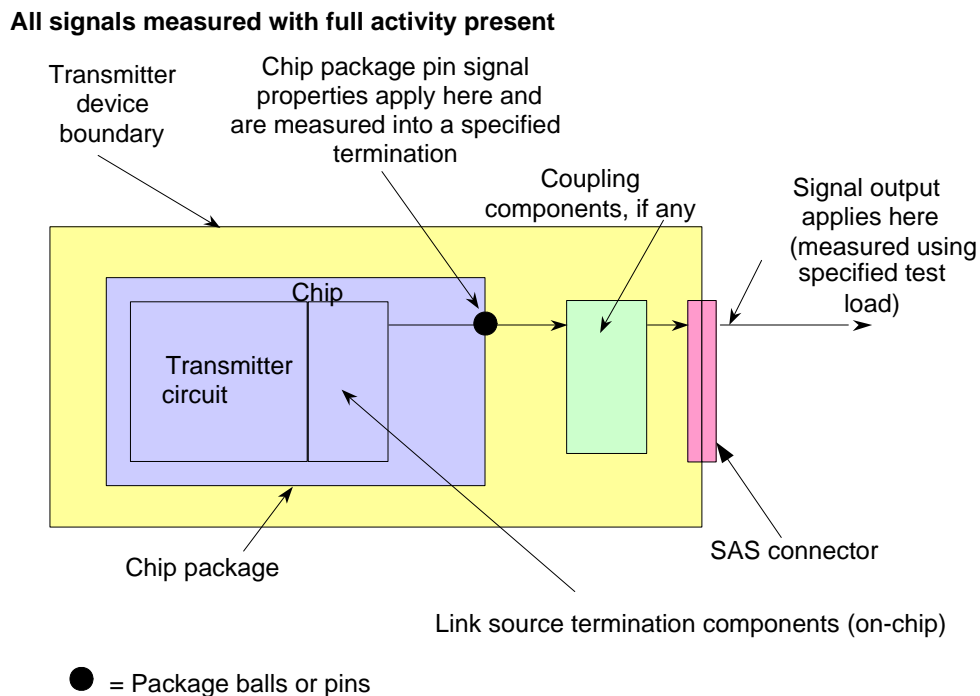 All signals measured with full activity present
Transmitter
device
boundary
Chip package pin signal
properties apply here and
are measured into a specified
termination
Coupling
components, if any
Signal output
applies here
(measured using
specified test
load)
Chip
Transmitter
circuit
SAS connector
Chip package
Link source termination components (on-chip)
= Package balls or pins